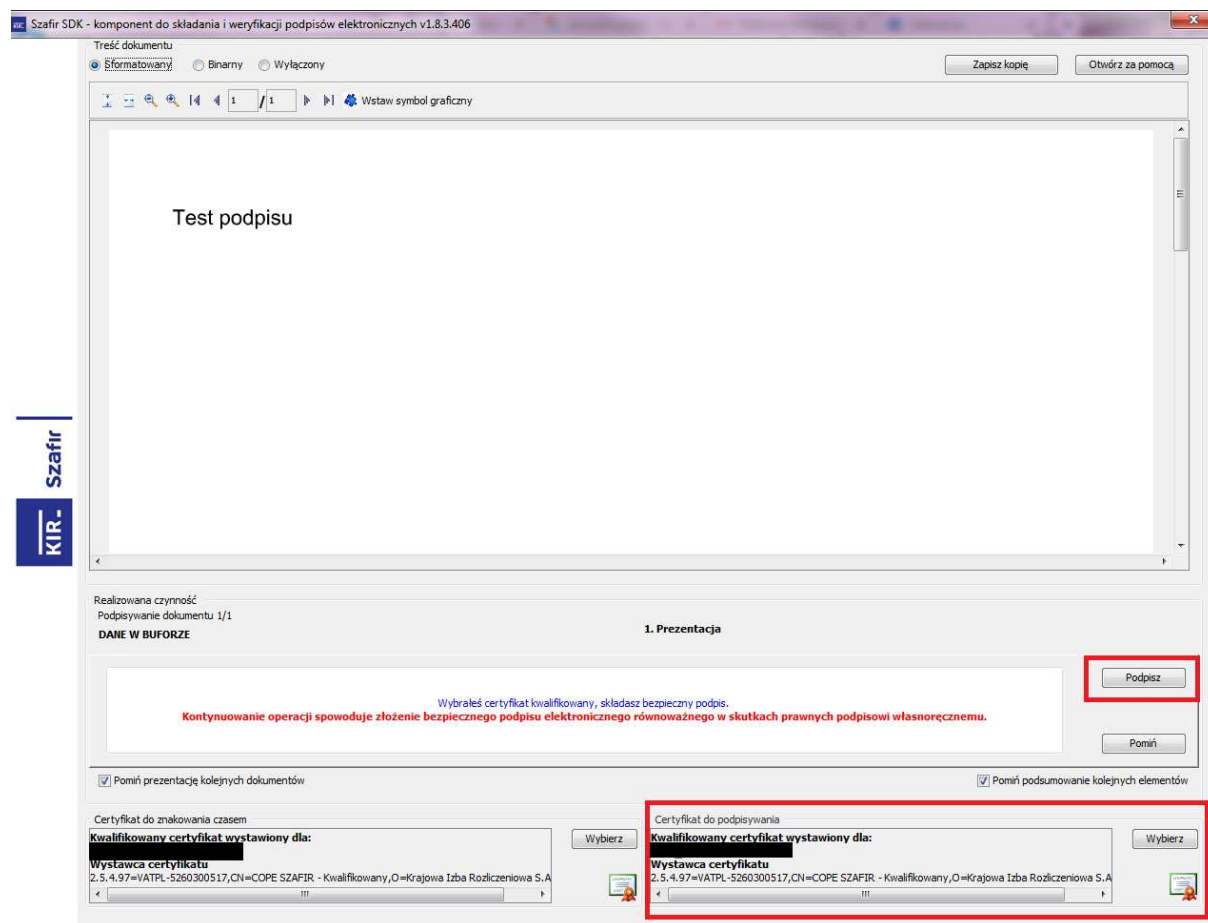 KIR Szafir SDK - komponent do składania i weryfikacji podpisów elektronicznych v1.8.3.406
Treść dokumentu
Sformatowany Binarny Wyłączony Zapisz kopię Otwórz za pomocą
1 / 1 Wstaw symbol graficzny
Test podpisu
KIR. Szafir
Realizowana czynność
Podpisywanie dokumentu 1/1
DANE W BUFORZE
1. Prezentacja
Podpisz
Wybrałeś certyfikat kwalifikowany, składasz bezpieczny podpis.
Kontynuowanie operacji spowoduje złożenie bezpiecznego podpisu elektronicznego równoważnego w skutkach prawnych podpisowi własnoręcznemu.
Pomiń
Pomiń prezentację kolejnych dokumentów Pomiń podsumowanie kolejnych elementów
Certyfikat do znakowania czasem
Kwalifikowany certyfikat wystawiony dla:
Wybierz
Wystawca certyfikatu
2.5.4.97=VATPL-5260300517,CN=COPE SZAFIR - Kwalifikowany,O=Krajowa Izba Rozliczeniowa S.A
Certyfikat do podpisywania
Kwalifikowany certyfikat wystawiony dla:
Wybierz
Wystawca certyfikatu
2.5.4.97=VATPL-5260300517,CN=COPE SZAFIR - Kwalifikowany,O=Krajowa Izba Rozliczeniowa S.A